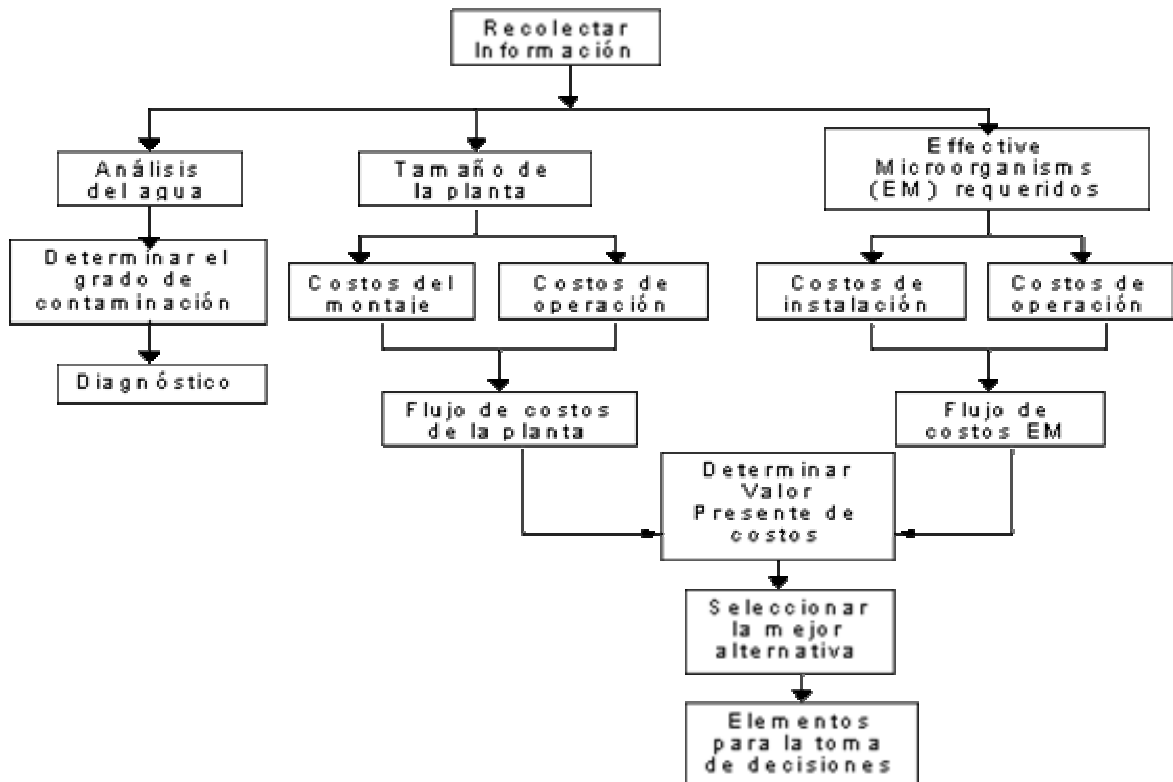 Recolectar
Información
Análisis
del agua
Tamaño de
la planta
Effective
Microorganisms
(EM) requeridos
Determinar el
grado de
contaminación
Costos del
montaje
Costos de
operación
Costos de
instalación
Costos de
operación
Diagnóstico
Flujo de costos
de la planta
Flujo de
costos EM
Determinar
Valor
Presente de
costos
Seleccionar
la mejor
alternativa
Elementos
para la toma
de decisiones